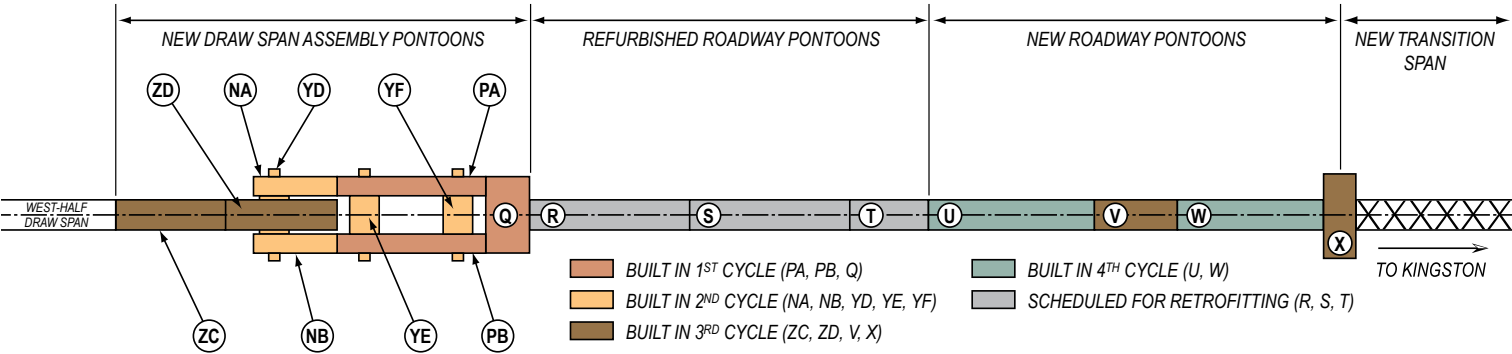 NEW DRAW SPAN ASSEMBLY PONTOONS
REFURBISHED ROADWAY PONTOONS
NEW ROADWAY PONTOONS
NEW TRANSITION
SPAN
ZD
NA
YD
YF
PA
WEST-HALF
DRAW SPAN
Q
R
S
T
U
V
W
X
TO KINGSTON
ZC
NB
YE
PB
BUILT IN 1ST CYCLE (PA, PB, Q)
BUILT IN 2ND CYCLE (NA, NB, YD, YE, YF)
BUILT IN 3RD CYCLE (ZC, ZD, V, X)
BUILT IN 4TH CYCLE (U, W)
SCHEDULED FOR RETROFITTING (R, S, T)